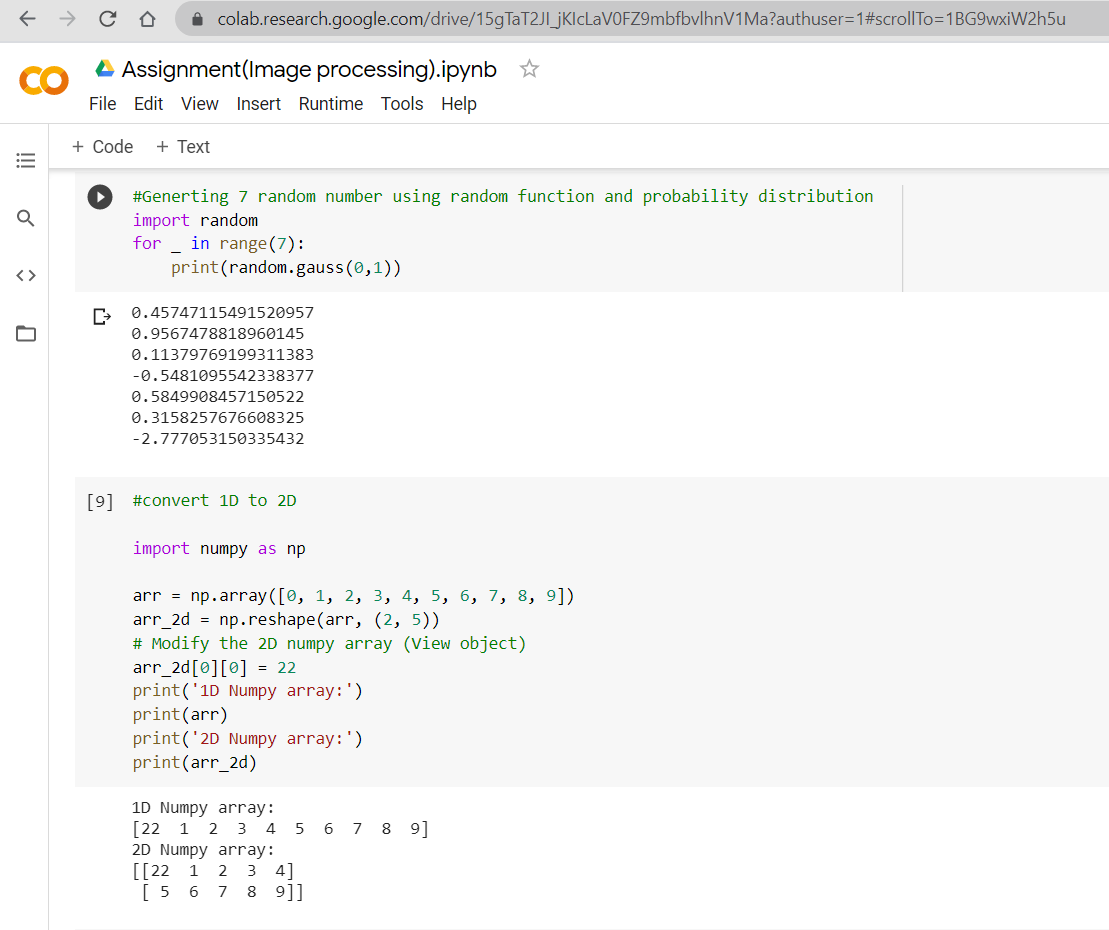 colab.research.google.com/drive/15gTaT2JI_jKIcLaV0FZ9mbfbvlhnV1Ma?authuser=1#scrollTo=1BG9wxiW2h5u
Assignment(Image processing).ipynb
File Edit View Insert Runtime Tools Help
+ Code + Text
#Generting 7 random number using random function and probability distribution
import random
for _ in range(7):
    print(random.gauss(0,1))
0.45747115491520957
0.9567478818960145
0.11379769199311383
-0.5481095542338377
0.5849908457150522
0.3158257676608325
-2.777053150335432
[9] #convert 1D to 2D
import numpy as np
arr = np.array([0, 1, 2, 3, 4, 5, 6, 7, 8, 9])
arr_2d = np.reshape(arr, (2, 5))
# Modify the 2D numpy array (View object)
arr_2d[0][0] = 22
print('1D Numpy array:')
print(arr)
print('2D Numpy array:')
print(arr_2d)
1D Numpy array:
[22  1  2  3  4  5  6  7  8  9]
2D Numpy array:
[[22  1  2  3  4]
 [ 5  6  7  8  9]]